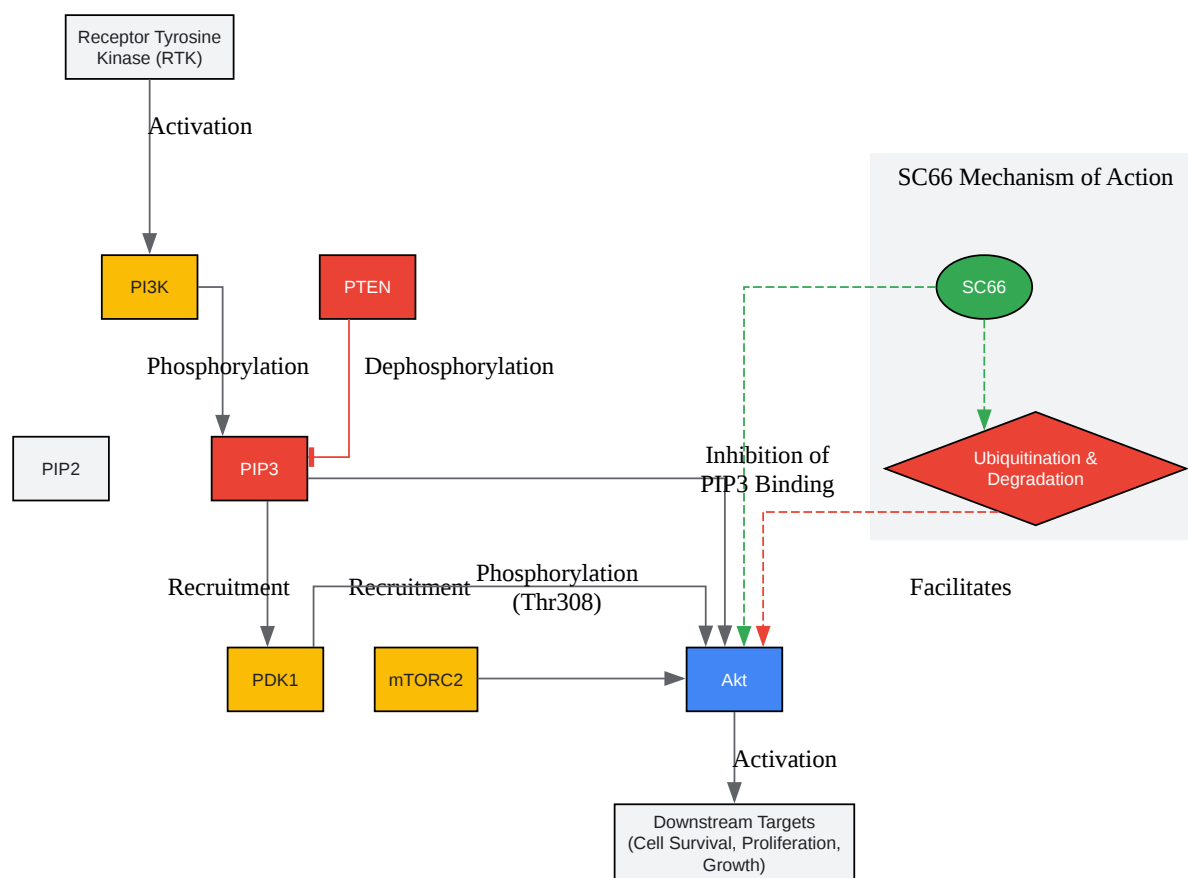 Receptor Tyrosine
Kinase (RTK)
Activation
SC66 Mechanism of Action
PI3K
PTEN
SC66
Phosphorylation
Dephosphorylation
PIP2
PIP3
Inhibition of
PIP3 Binding
Ubiquitination &
Degradation
Recruitment
Recruitment
Phosphorylation
(Thr308)
Facilitates
PDK1
mTORC2
Akt
Activation
Downstream Targets
(Cell Survival, Proliferation,
Growth)